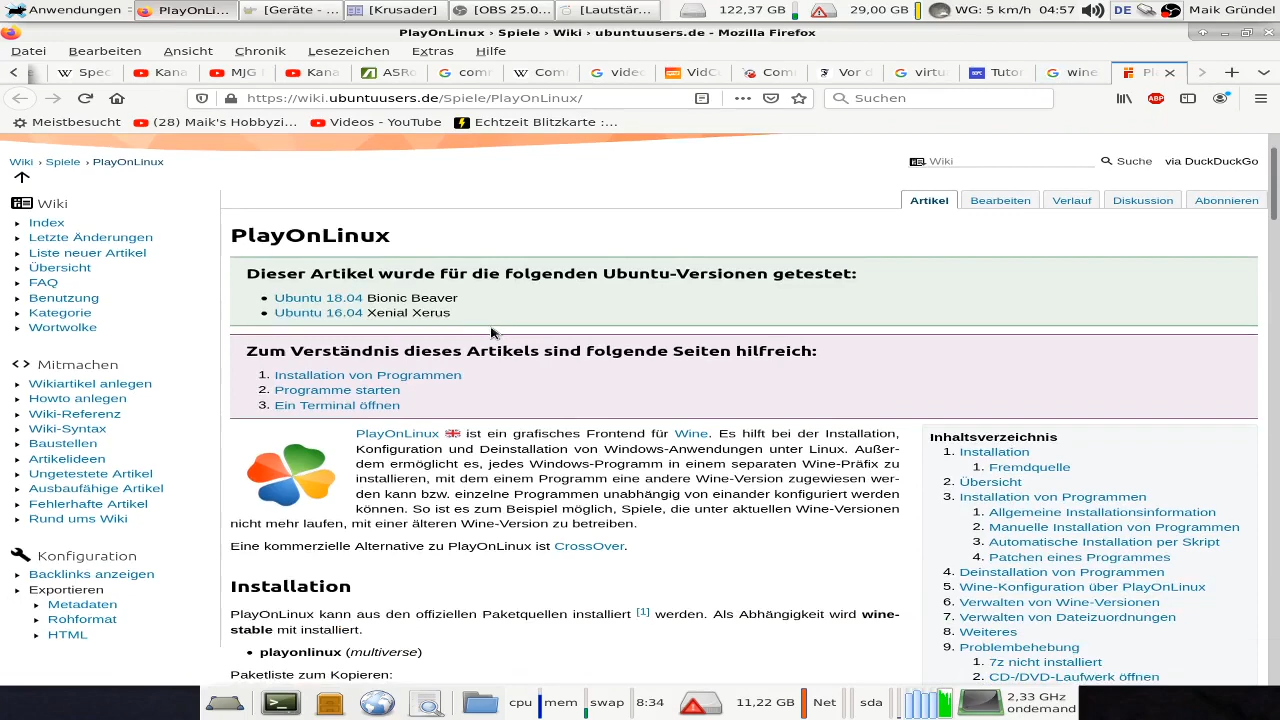 Anwendungen PlayOnLi... [Geräte - ... [Krusader] [OBS 25.0... [Lautstär... 122,37 GB 29,00 GB WG: 5 km/h 04:57 DE Maik Gründel
PlayOnLinux › Spiele › Wiki › ubuntuusers.de - Mozilla Firefox
Datei Bearbeiten Ansicht Chronik Lesezeichen Extras Hilfe
Spec Kana MJG Kana ASRo com Com video VidC Com Vor d virtu Tutor wine Pl
https://wiki.ubuntuusers.de/Spiele/PlayOnLinux/ Suchen
Meistbesucht (28) Maik's Hobbyzi... Videos - YouTube Echtzeit Blitzkarte :...
Wiki › Spiele › PlayOnLinux Wiki Suche via DuckDuckGo
Wiki
Index
Letzte Änderungen
Liste neuer Artikel
Übersicht
FAQ
Benutzung
Kategorie
Wortwolke
Mitmachen
Wikiartikel anlegen
Howto anlegen
Wiki-Referenz
Wiki-Syntax
Baustellen
Artikelideen
Ungetestete Artikel
Ausbaufähige Artikel
Fehlerhafte Artikel
Rund ums Wiki
Konfiguration
Backlinks anzeigen
Exportieren
Metadaten
Rohformat
HTML
Artikel Bearbeiten Verlauf Diskussion Abonnieren
PlayOnLinux
Dieser Artikel wurde für die folgenden Ubuntu-Versionen getestet:
• Ubuntu 18.04 Bionic Beaver
• Ubuntu 16.04 Xenial Xerus
Zum Verständnis dieses Artikels sind folgende Seiten hilfreich:
1. Installation von Programmen
2. Programme starten
3. Ein Terminal öffnen
PlayOnLinux ist ein grafisches Frontend für Wine. Es hilft bei der Installation,
Konfiguration und Deinstallation von Windows-Anwendungen unter Linux. Außer-
dem ermöglicht es, jedes Windows-Programm in einem separaten Wine-Präfix zu
installieren, mit dem einem Programm eine andere Wine-Version zugewiesen wer-
den kann bzw. einzelne Programmen unabhängig von einander konfiguriert werden
können. So ist es zum Beispiel möglich, Spiele, die unter aktuellen Wine-Versionen
nicht mehr laufen, mit einer älteren Wine-Version zu betreiben.
Eine kommerzielle Alternative zu PlayOnLinux ist CrossOver.
Installation
PlayOnLinux kann aus den offiziellen Paketquellen installiert [1] werden. Als Abhängigkeit wird wine-
stable mit installiert.
• playonlinux (multiverse)
Paketliste zum Kopieren:
Inhaltsverzeichnis
1. Installation
1. Fremdquelle
2. Übersicht
3. Installation von Programmen
1. Allgemeine Installationsinformation
2. Manuelle Installation von Programmen
3. Automatische Installation per Skript
4. Patchen eines Programmes
4. Deinstallation von Programmen
5. Wine-Konfiguration über PlayOnLinux
6. Verwalten von Wine-Versionen
7. Verwalten von Dateizuordnungen
8. Weiteres
9. Problembehebung
1. 7z nicht installiert
2. CD-/DVD-Laufwerk öffnen
cpu mem swap 8:34 11,22 GB Net sda 2,33 GHz
ondemand